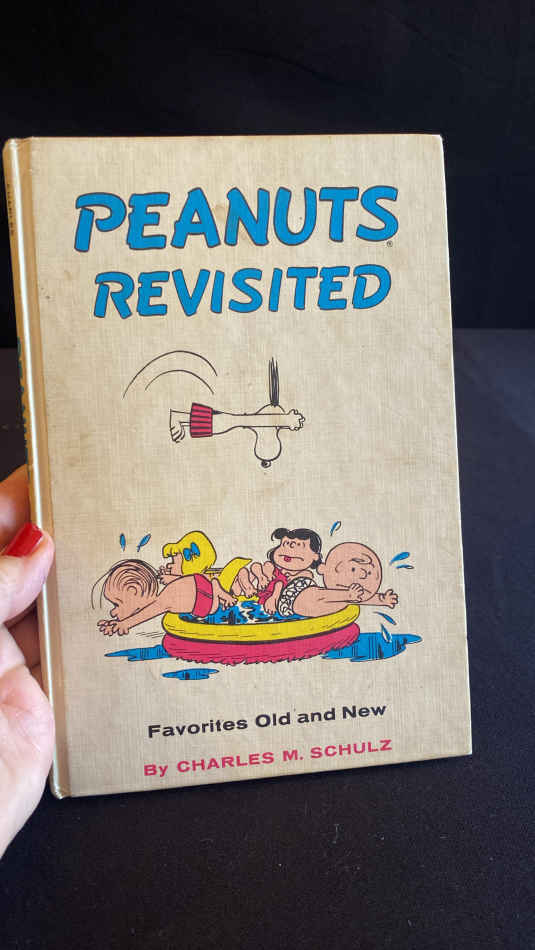 PEANUTS®
REVISITED
Favorites Old and New
By CHARLES M. SCHULZ